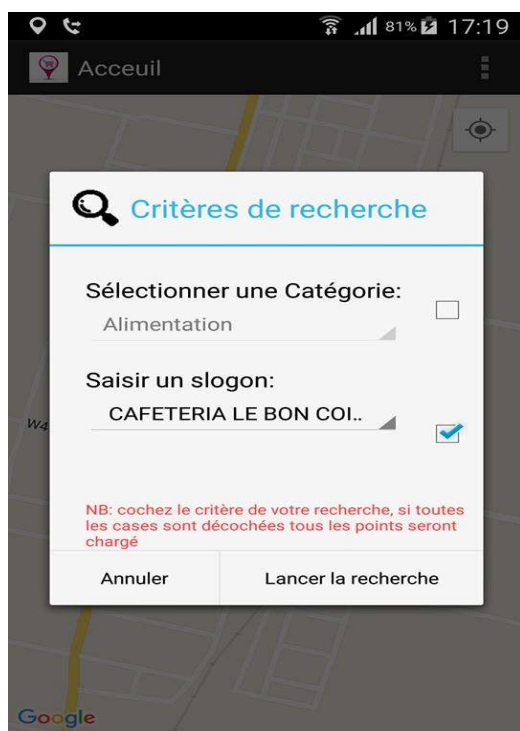 81% 17:19
Acceuil
Critères de recherche
Sélectionner une Catégorie:
Alimentation
Saisir un slogon:
CAFETERIA LE BON COI..
W4
NB: cochez le critère de votre recherche, si toutes
les cases sont décochées tous les points seront
chargé
Annuler Lancer la recherche
Google